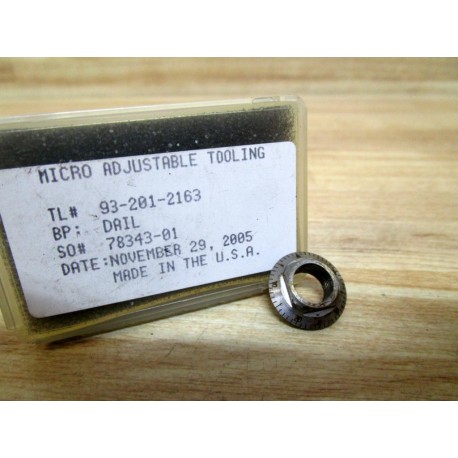 MICRO ADJUSTABLE TOOLING
TL# 93-201-2163
BP: DAIL
SO# 78343-01
DATE:NOVEMBER 29, 2005
MADE IN THE U.S.A.